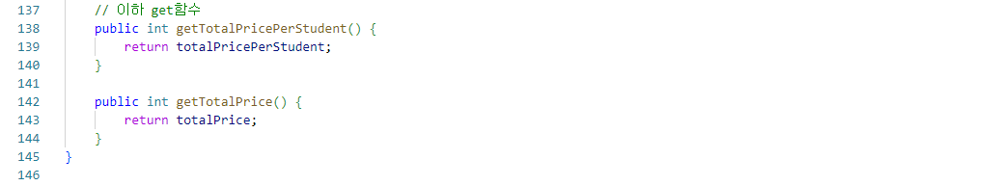 137 // 이하 get함수
138 public int getTotalPricePerStudent() {
139 return totalPricePerStudent;
140 }
141
142 public int getTotalPrice() {
143 return totalPrice;
144 }
145 }
146